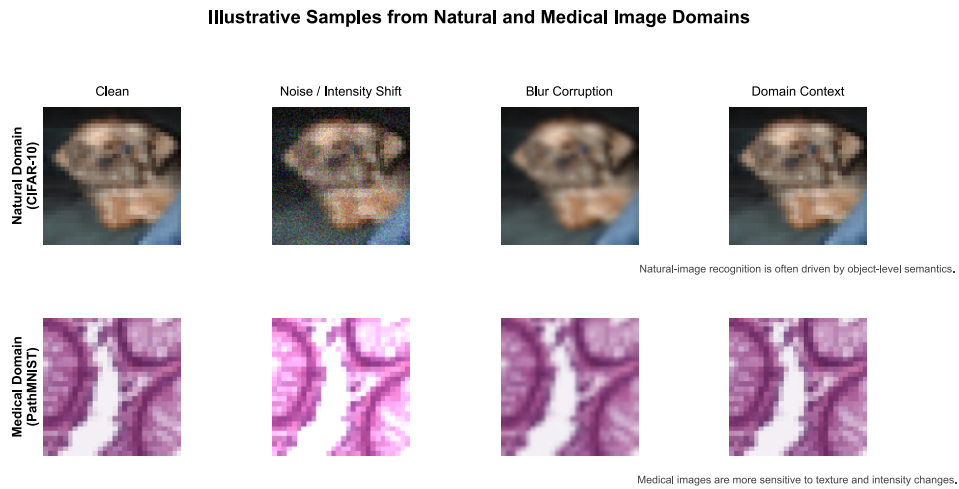 Illustrative Samples from Natural and Medical Image Domains
Clean
Noise / Intensity Shift
Blur Corruption
Domain Context
Natural Domain
(CIFAR-10)
Natural-image recognition is often driven by object-level semantics.
Medical Domain
(PathMNIST)
Medical images are more sensitive to texture and intensity changes.